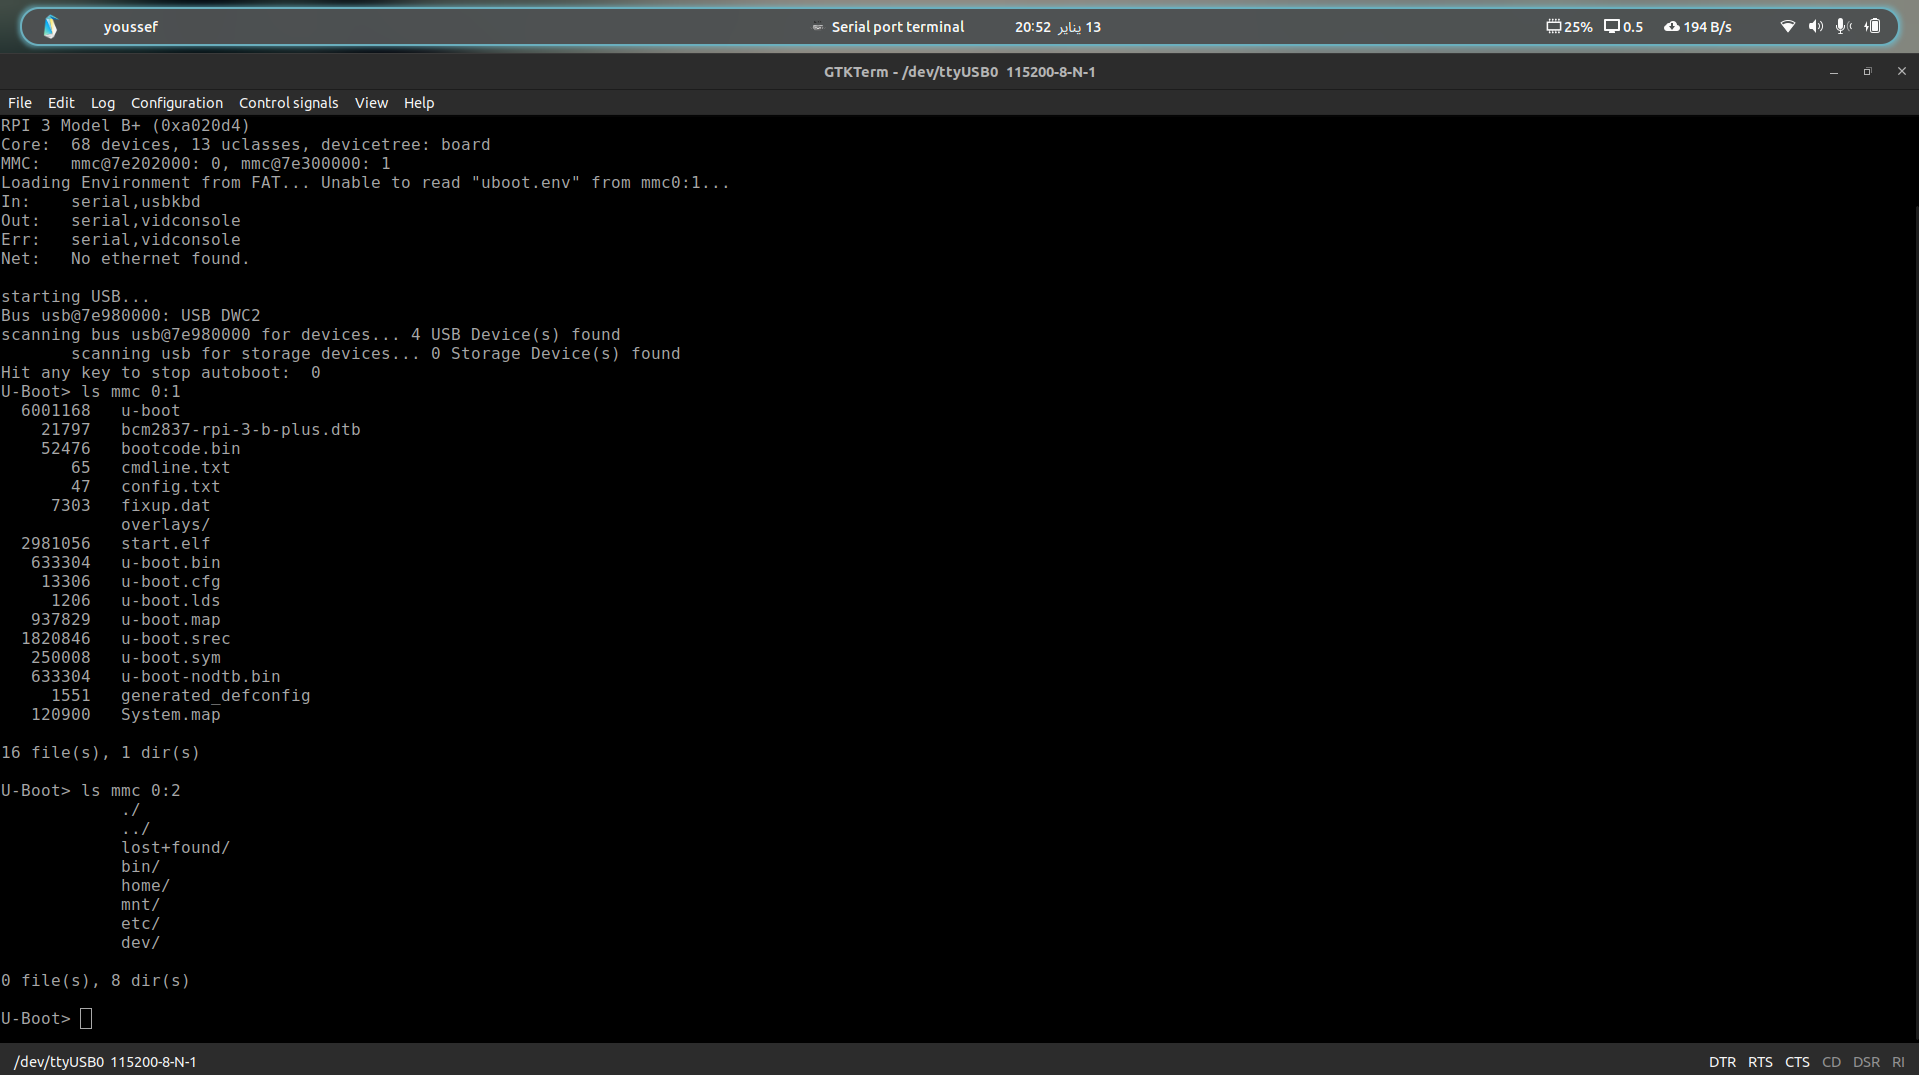 youssef
Serial port terminal
20:52 13 يناير
25%
0.5
194 B/s
GTKTerm - /dev/ttyUSB0  115200-8-N-1
File Edit Log Configuration Control signals View Help
RPI 3 Model B+ (0xa020d4)
Core:  68 devices, 13 uclasses, devicetree: board
MMC:   mmc@7e202000: 0, mmc@7e300000: 1
Loading Environment from FAT... Unable to read "uboot.env" from mmc0:1...
In:    serial,usbkbd
Out:   serial,vidconsole
Err:   serial,vidconsole
Net:   No ethernet found.
starting USB...
Bus usb@7e980000: USB DWC2
scanning bus usb@7e980000 for devices... 4 USB Device(s) found
       scanning usb for storage devices... 0 Storage Device(s) found
Hit any key to stop autoboot:  0
U-Boot> ls mmc 0:1
  6001168   u-boot
    21797   bcm2837-rpi-3-b-plus.dtb
    52476   bootcode.bin
       65   cmdline.txt
       47   config.txt
     7303   fixup.dat
            overlays/
  2981056   start.elf
   633304   u-boot.bin
    13306   u-boot.cfg
     1206   u-boot.lds
   937829   u-boot.map
  1820846   u-boot.srec
   250008   u-boot.sym
   633304   u-boot-nodtb.bin
     1551   generated_defconfig
   120900   System.map
16 file(s), 1 dir(s)
U-Boot> ls mmc 0:2
            ./
            ../
            lost+found/
            bin/
            home/
            mnt/
            etc/
            dev/
0 file(s), 8 dir(s)
U-Boot>
/dev/ttyUSB0  115200-8-N-1
DTR RTS CTS CD DSR RI